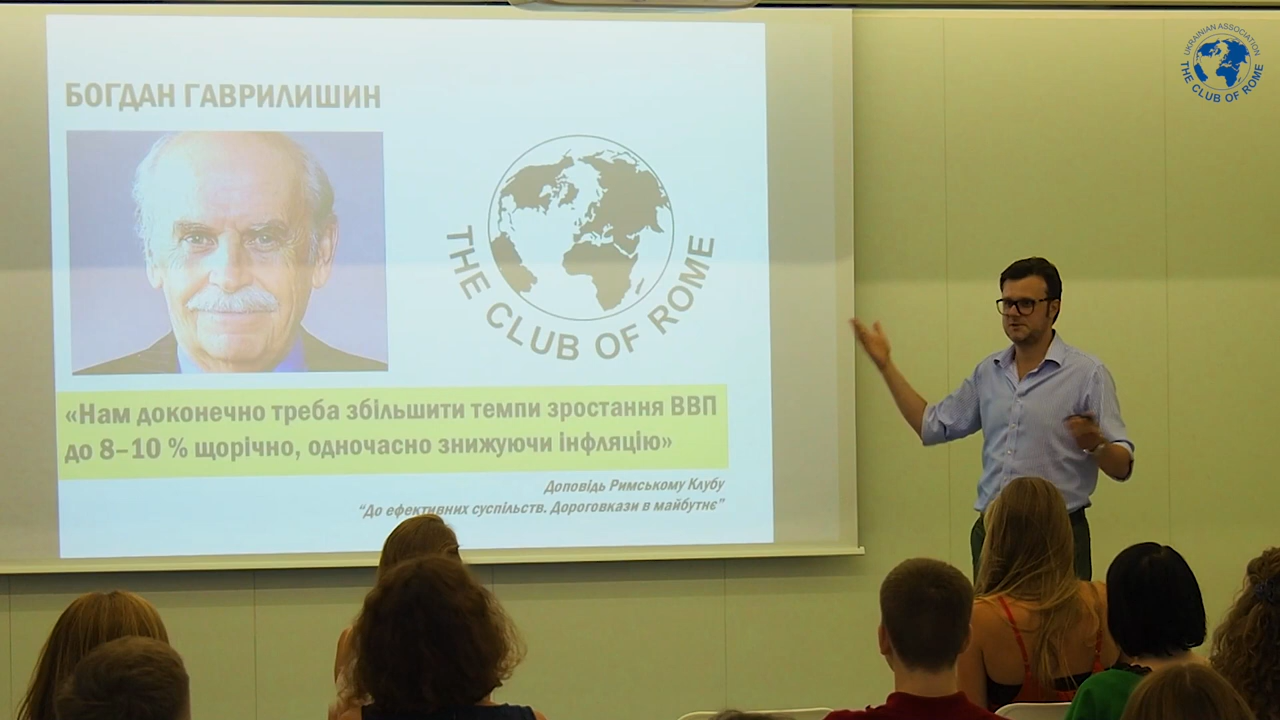 БОГДАН ГАВРИЛИШИН
THE CLUB OF ROME
«Нам доконечно треба збільшити темпи зростання ВВП
до 8–10 % щорічно, одночасно знижуючи інфляцію»
Доповідь Римському Клубу
“До ефективних суспільств. Дороговкази в майбутнє”
UKRAINIAN ASSOCIATION
THE CLUB OF ROME